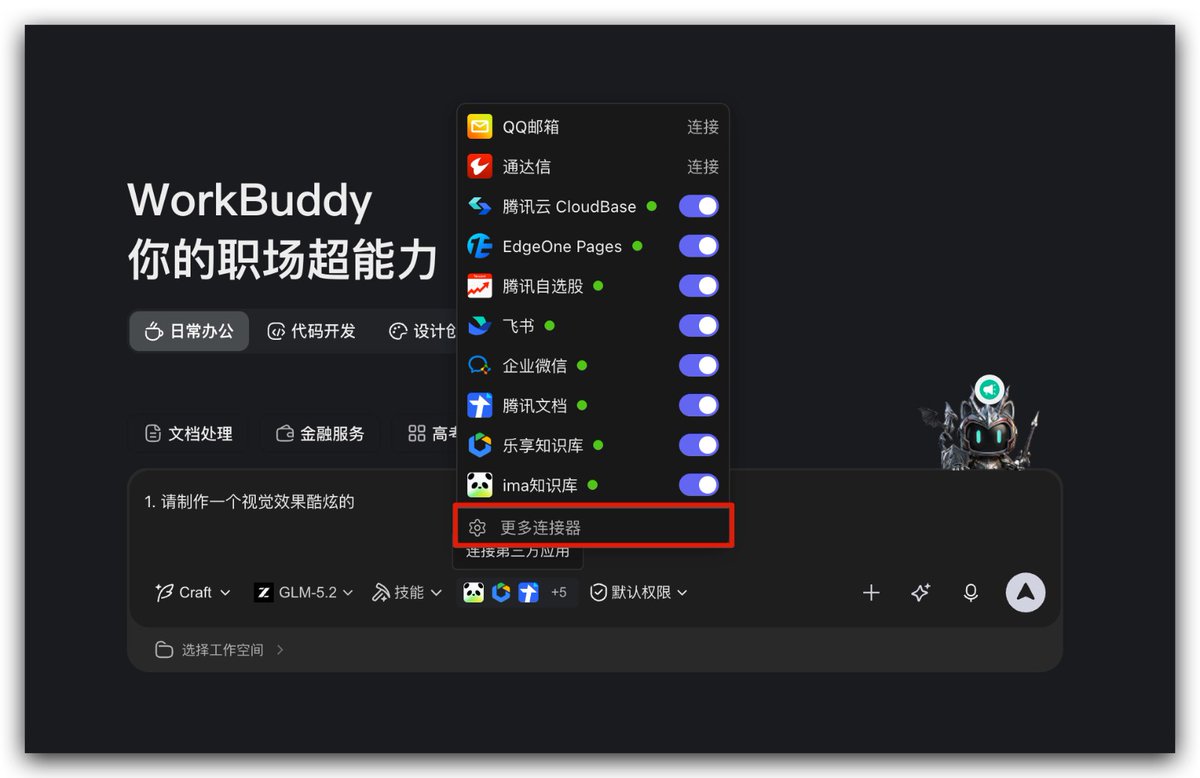 WorkBuddy
你的职场超能力
日常办公
代码开发
设计创
文档处理
金融服务
高考
QQ邮箱 连接
通达信 连接
腾讯云 CloudBase
EdgeOne Pages
腾讯自选股
飞书
企业微信
腾讯文档
乐享知识库
ima知识库
更多连接器
连接第三方应用
1. 请制作一个视觉效果酷炫的
Craft
GLM-5.2
技能
+5
默认权限
选择工作空间